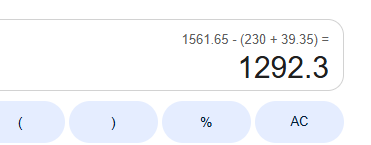 1561.65 - (230 + 39.35) =
1292.3
( ) % AC